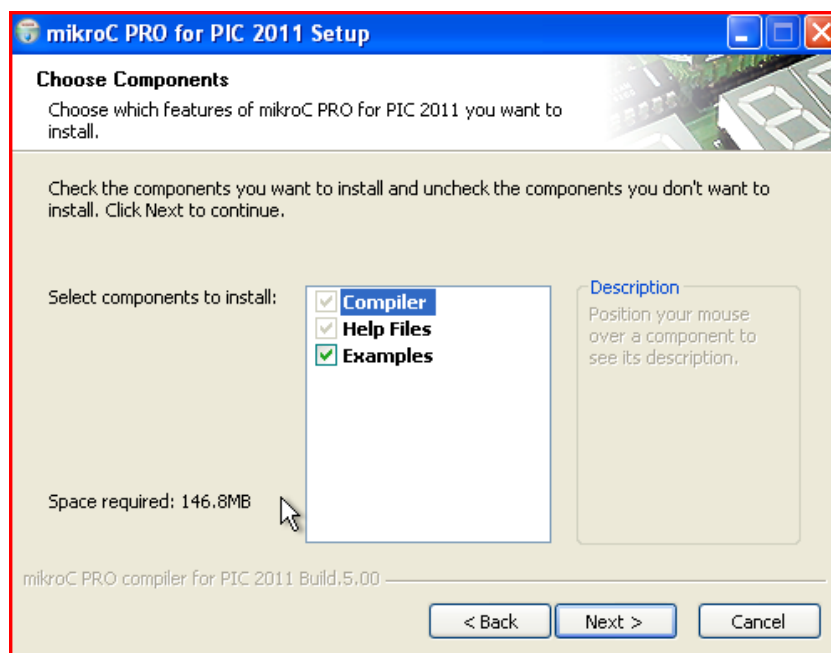 mikroC PRO for PIC 2011 Setup
Choose Components
Choose which features of mikroC PRO for PIC 2011 you want to
install.
Check the components you want to install and uncheck the components you don't want to
install. Click Next to continue.
Select components to install:
Compiler
Help Files
Examples
Description
Position your mouse
over a component to
see its description.
Space required: 146.8MB
mikroC PRO compiler for PIC 2011 Build.5.00
< Back
Next >
Cancel